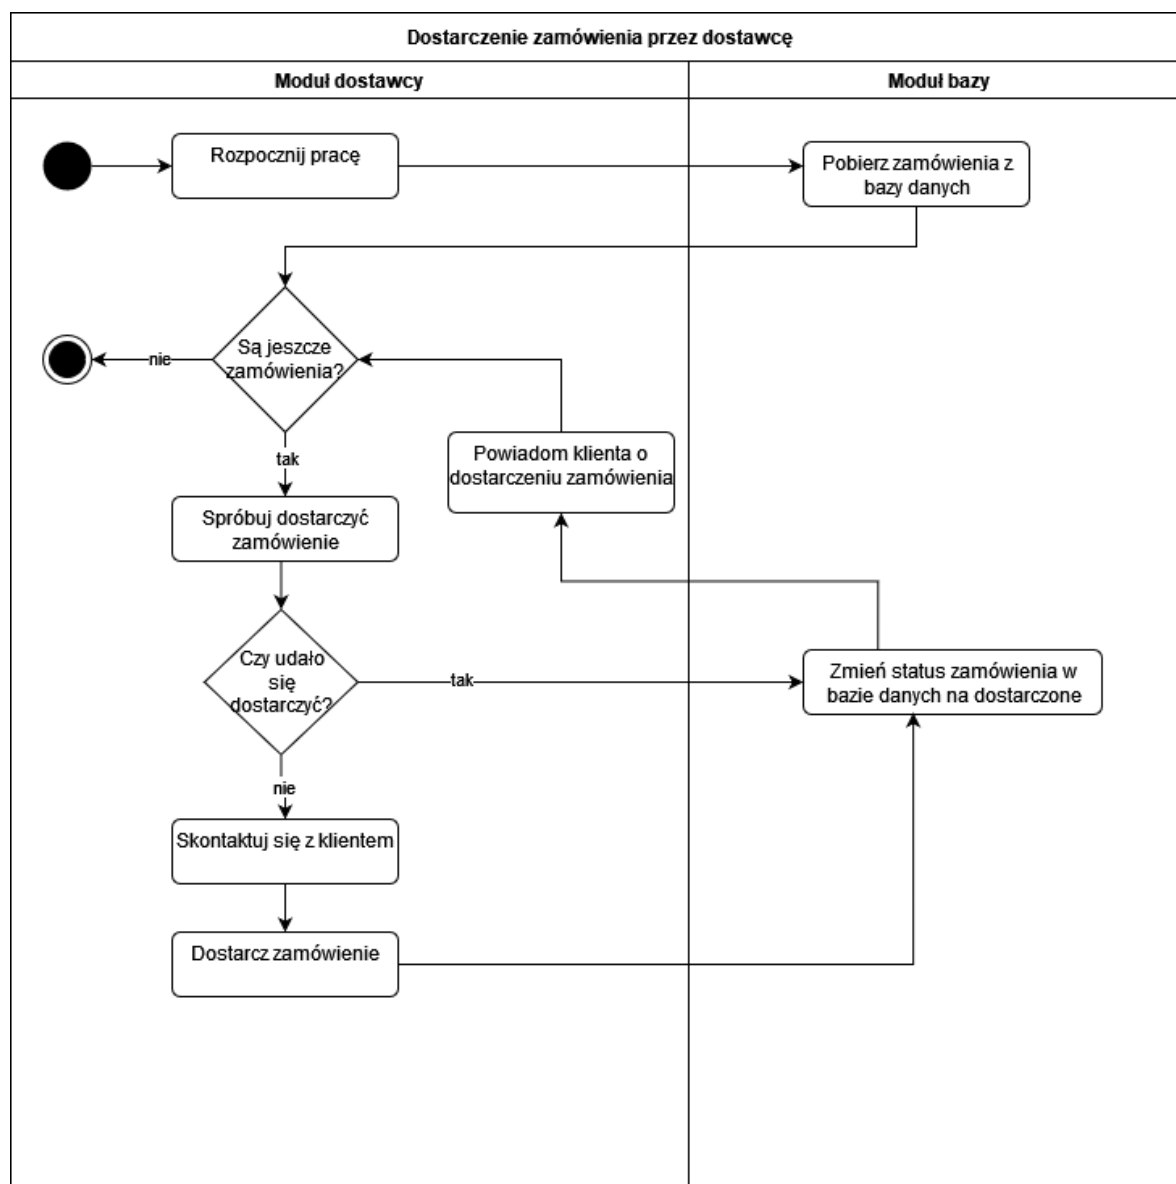 Dostarczenie zamówienia przez dostawcę
Moduł dostawcy
Moduł bazy
Rozpocznij pracę
Pobierz zamówienia z
bazy danych
Są jeszcze
zamówienia?
nie
tak
Powiadom klienta o
dostarczeniu zamówienia
Spróbuj dostarczyć
zamówienie
Czy udało
się
dostarczyć?
tak
Zmień status zamówienia w
bazie danych na dostarczone
nie
Skontaktuj się z klientem
Dostarcz zamówienie